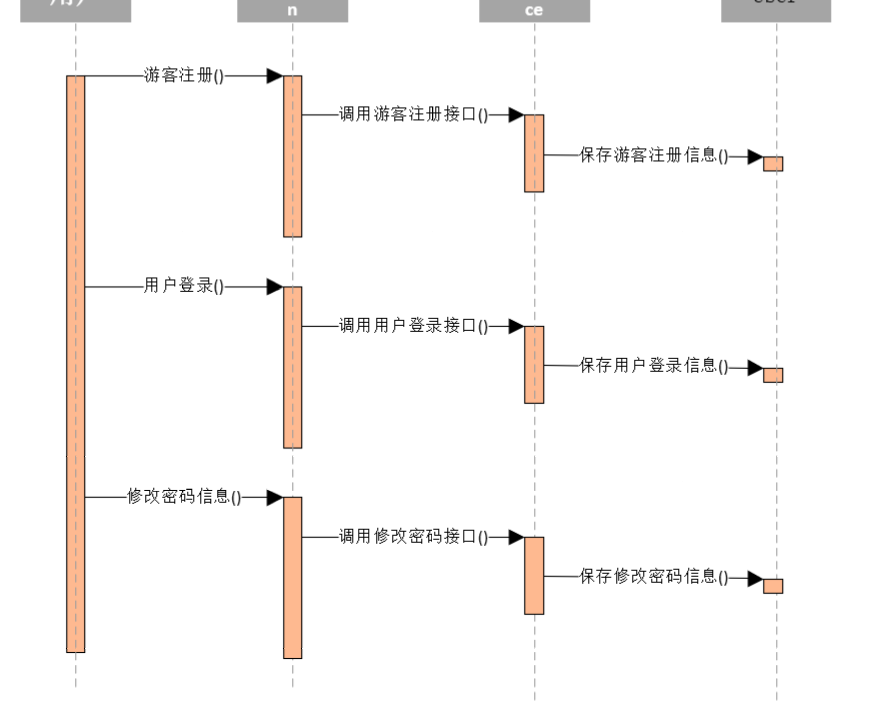 n
ce
游客注册()
调用游客注册接口()
保存游客注册信息()
用户登录()
调用用户登录接口()
保存用户登录信息()
修改密码信息()
调用修改密码接口()
保存修改密码信息()